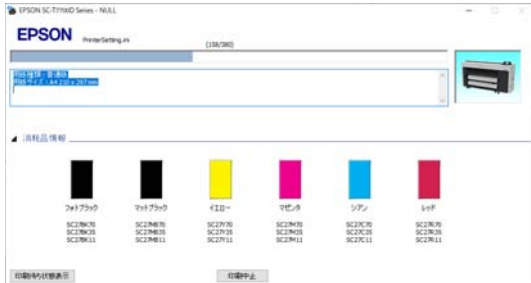 EPSON SC-T7700D Series - NULL
EPSON
PrinterSetting.ini
(158/380)
用紙種類 : 普通紙
用紙サイズ : A4 210 x 297 mm
消耗品情報
フォトブラック
マットブラック
イエロー
マゼンタ
シアン
レッド
SC27BK70
SC27MB70
SC27Y70
SC27M70
SC27C70
SC27R70
SC27BK35
SC27MB35
SC27Y35
SC27M35
SC27C35
SC27R35
SC27BK11
SC27MB11
SC27Y11
SC27M11
SC27C11
SC27R11
印刷待ち状態表示
印刷中止